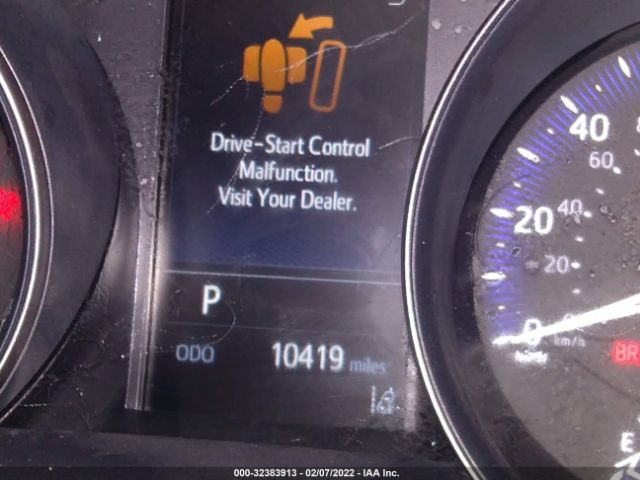 Drive-Start Control
Malfunction.
Visit Your Dealer.
P
ODO 10419 miles
40
60
20
40
20
0
km/h
BR
E
000-32383913 - 02/07/2022 - IAA Inc.